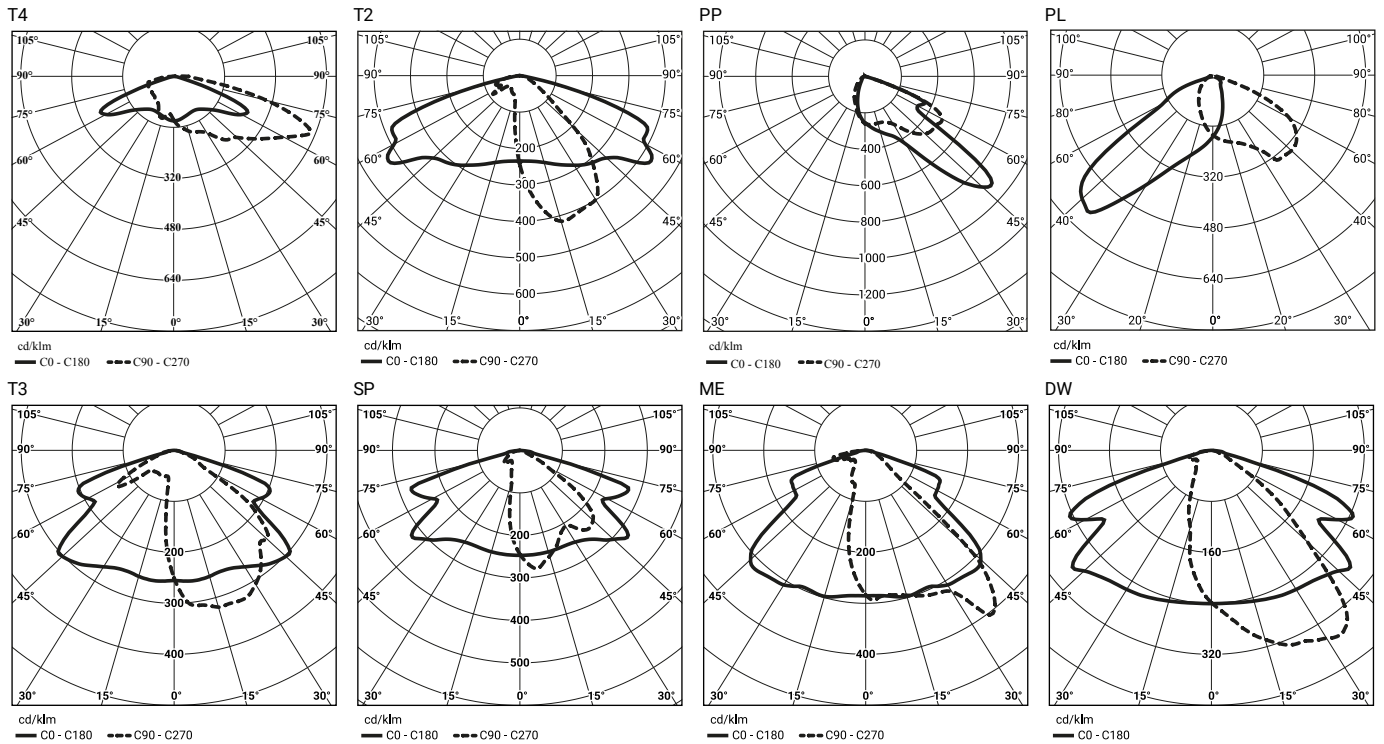 T4
105° 105°
90° 90°
75° 75°
60° 60°
320
45° 45°
480
640
30° 15° 0° 15° 30°
cd/klm
C0 - C180 C90 - C270
T2
105° 105°
90° 90°
75° 75°
200
60° 60°
300
45° 400 45°
500
600
30° 15° 0° 15° 30°
cd/klm
C0 - C180 C90 - C270
PP
105° 105°
90° 90°
75° 75°
400
60° 60°
600
45° 800 45°
1000
1200
30° 15° 0° 15° 30°
cd/klm
C0 - C180 C90 - C270
PL
100° 100°
90° 90°
80° 80°
60° 60°
320
40° 40°
480
640
20° 0° 20°
cd/klm
C0 - C180 C90 - C270
T3
105° 105°
90° 90°
75° 75°
60° 60°
200
45° 300 45°
400
30° 15° 0° 15° 30°
cd/klm
C0 - C180 C90 - C270
SP
105° 105°
90° 90°
75° 75°
60° 200 60°
300
45° 45°
400
500
30° 15° 0° 15° 30°
cd/klm
C0 - C180 C90 - C270
ME
105° 105°
90° 90°
75° 75°
60° 60°
200
45° 45°
400
30° 15° 0° 15° 30°
cd/klm
C0 - C180 C90 - C270
DW
105° 105°
90° 90°
75° 75°
60° 60°
160
45° 45°
320
30° 15° 0° 15° 30°
cd/klm
C0 - C180